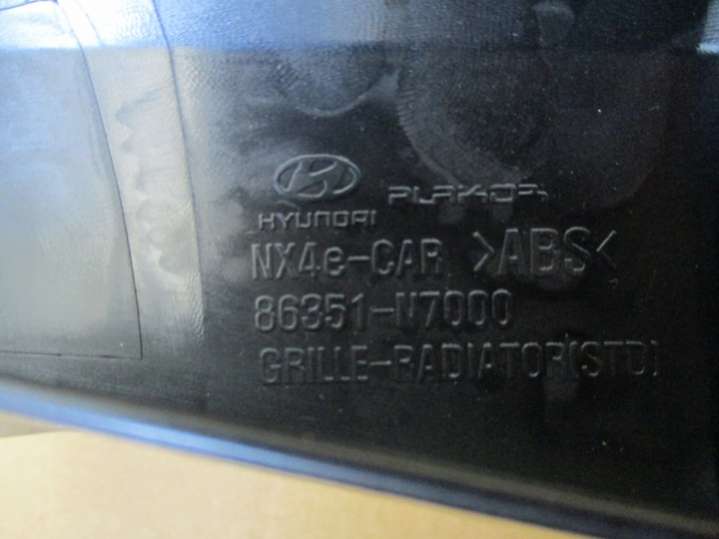 HYUNDAI PLAKOR
NX4e-CAR >ABS<
86351-N7000
GRILLE-RADIATOR(STD)